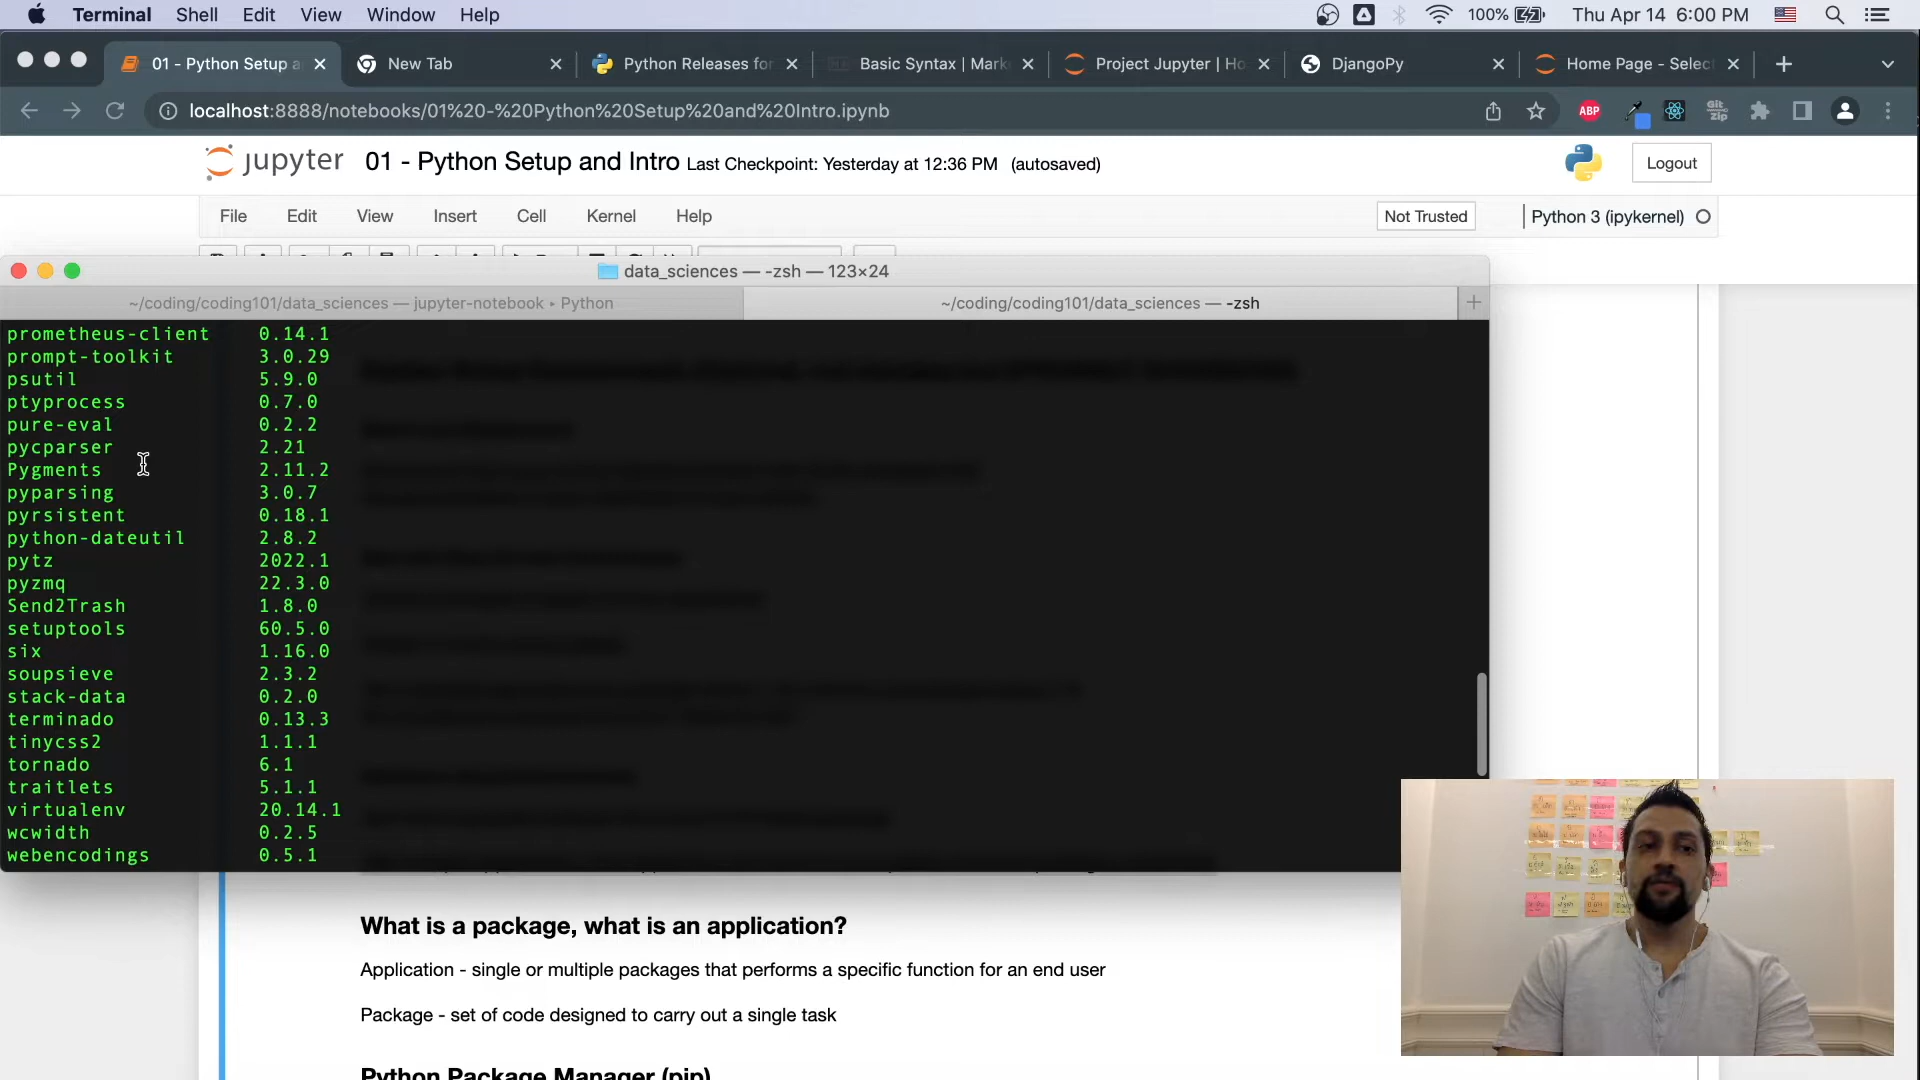 Terminal Shell Edit View Window Help 100% Thu Apr 14 6:00 PM
01 - Python Setup a New Tab Python Releases for Basic Syntax | Mark Project Jupyter | Ho DjangoPy Home Page - Select
localhost:8888/notebooks/01%20-%20Python%20Setup%20and%20Intro.ipynb ABP Git Zip
jupyter 01 - Python Setup and Intro Last Checkpoint: Yesterday at 12:36 PM (autosaved) Logout
File Edit View Insert Cell Kernel Help Not Trusted Python 3 (ipykernel)
data_sciences — -zsh — 123×24
~/coding/coding101/data_sciences — jupyter-notebook ▸ Python ~/coding/coding101/data_sciences — -zsh
prometheus-client 0.14.1
prompt-toolkit 3.0.29
psutil 5.9.0
ptyprocess 0.7.0
pure-eval 0.2.2
pycparser 2.21
Pygments 2.11.2
pyparsing 3.0.7
pyrsistent 0.18.1
python-dateutil 2.8.2
pytz 2022.1
pyzmq 22.3.0
Send2Trash 1.8.0
setuptools 60.5.0
six 1.16.0
soupsieve 2.3.2
stack-data 0.2.0
terminado 0.13.3
tinycss2 1.1.1
tornado 6.1
traitlets 5.1.1
virtualenv 20.14.1
wcwidth 0.2.5
webencodings 0.5.1
What is a package, what is an application?
Application - single or multiple packages that performs a specific function for an end user
Package - set of code designed to carry out a single task
Python Package Manager (pip)